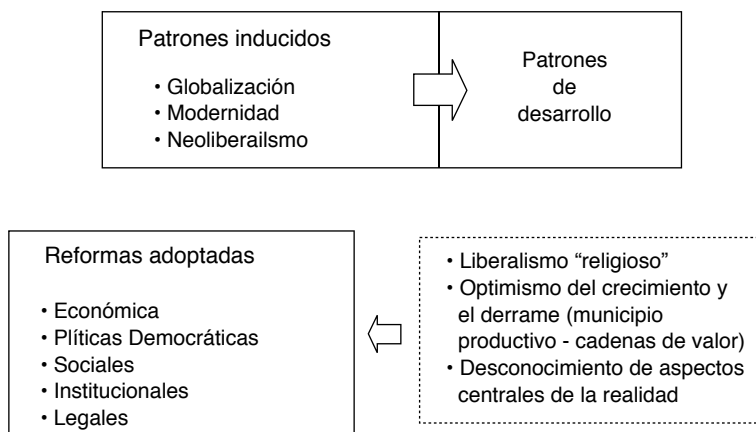 Patrones inducidos
• Globalización
• Modernidad
• Neoliberailsmo
Patrones
de
desarrollo
Reformas adoptadas
• Económica
• Plíticas Democráticas
• Sociales
• Institucionales
• Legales
• Liberalismo “religioso”
• Optimismo del crecimiento y
el derrame (municipio
productivo - cadenas de valor)
• Desconocimiento de aspectos
centrales de la realidad